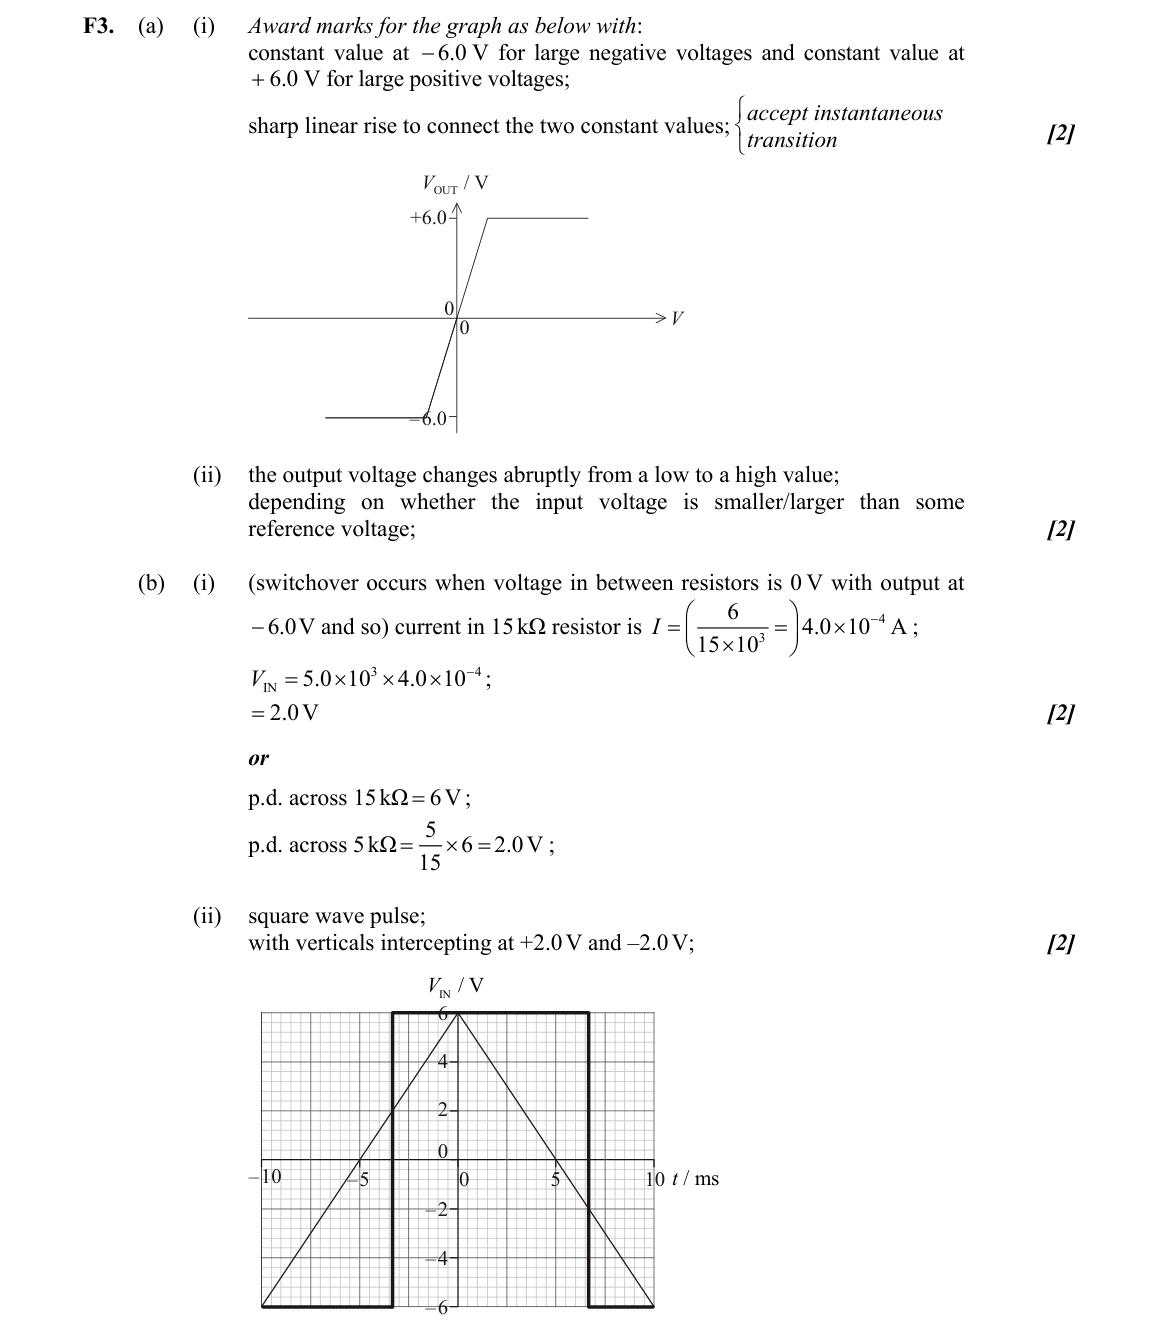 F3. (a) (i) Award marks for the graph as below with:
constant value at −6.0 V for large negative voltages and constant value at
+6.0 V for large positive voltages;
sharp linear rise to connect the two constant values; { accept instantaneous
transition [2]
V_OUT / V
+6.0
0
0
V
−6.0
(ii) the output voltage changes abruptly from a low to a high value;
depending on whether the input voltage is smaller/larger than some
reference voltage; [2]
(b) (i) (switchover occurs when voltage in between resistors is 0 V with output at
−6.0 V and so) current in 15 kΩ resistor is I = (6 / 15×10³ =) 4.0×10⁻⁴ A ;
V_IN = 5.0×10³ ×4.0×10⁻⁴ ;
= 2.0 V [2]
or
p.d. across 15 kΩ = 6 V ;
p.d. across 5 kΩ = 5/15 × 6 = 2.0 V ;
(ii) square wave pulse;
with verticals intercepting at +2.0 V and –2.0 V; [2]
V_IN / V
6
4
2
0
−10 −5 0 5 10 t / ms
−2
−4
−6